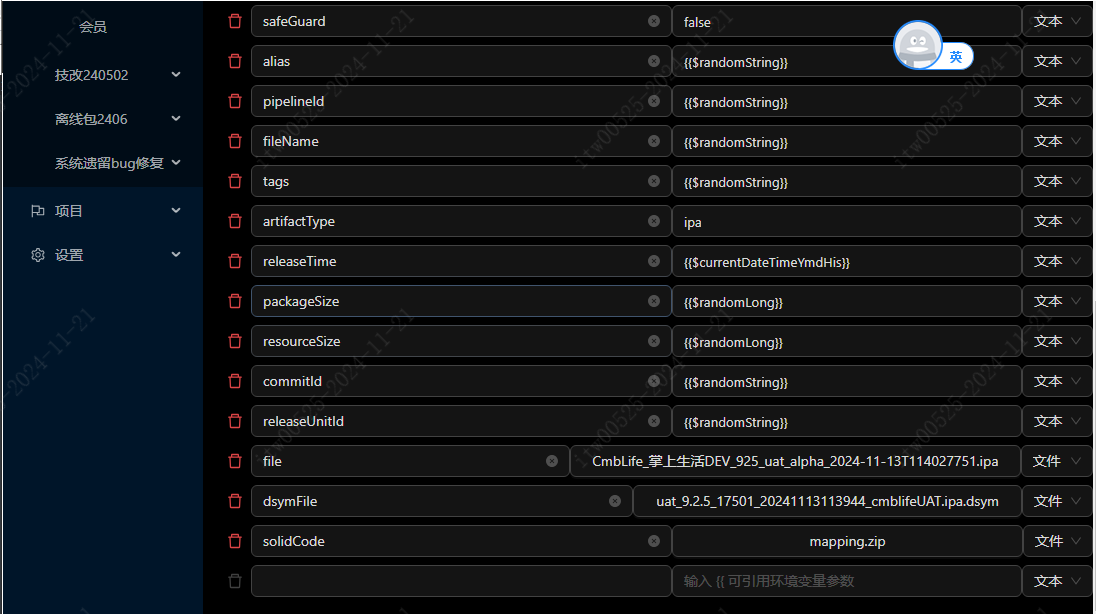 会员
技改240502
离线包2406
系统遗留bug修复
项目
设置
safeGuard false 文本
alias {{$randomString}} 文本
pipelineId {{$randomString}} 文本
fileName {{$randomString}} 文本
tags {{$randomString}} 文本
artifactType ipa 文本
releaseTime {{$currentDateTimeYmdHis}} 文本
packageSize {{$randomLong}} 文本
resourceSize {{$randomLong}} 文本
commitId {{$randomString}} 文本
releaseUnitId {{$randomString}} 文本
file CmbLife_掌上生活DEV_925_uat_alpha_2024-11-13T114027751.ipa 文件
dsymFile uat_9.2.5_17501_20241113113944_cmblifeUAT.ipa.dsym 文件
solidCode mapping.zip 文件
输入 {{ 可引用环境变量参数 文本
英
itw00525-2024-11-21